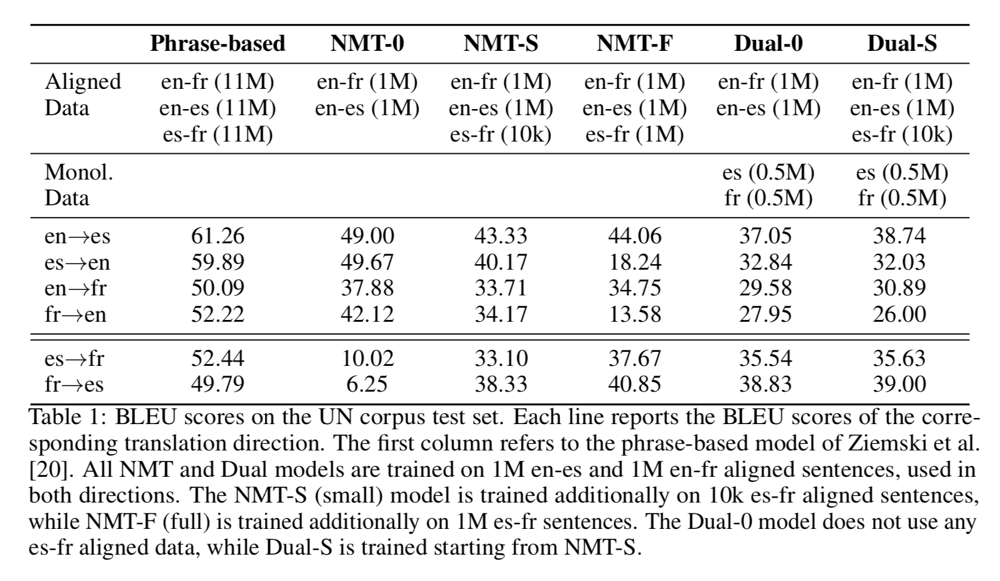 Phrase-based NMT-0 NMT-S NMT-F Dual-0 Dual-S
Aligned en-fr (11M) en-fr (1M) en-fr (1M) en-fr (1M) en-fr (1M) en-fr (1M)
Data en-es (11M) en-es (1M) en-es (1M) en-es (1M) en-es (1M) en-es (1M)
es-fr (11M) es-fr (10k) es-fr (1M) es-fr (10k)
Monol. es (0.5M) es (0.5M)
Data fr (0.5M) fr (0.5M)
en→es 61.26 49.00 43.33 44.06 37.05 38.74
es→en 59.89 49.67 40.17 18.24 32.84 32.03
en→fr 50.09 37.88 33.71 34.75 29.58 30.89
fr→en 52.22 42.12 34.17 13.58 27.95 26.00
es→fr 52.44 10.02 33.10 37.67 35.54 35.63
fr→es 49.79 6.25 38.33 40.85 38.83 39.00
Table 1: BLEU scores on the UN corpus test set. Each line reports the BLEU scores of the corre-
sponding translation direction. The first column refers to the phrase-based model of Ziemski et al.
[20]. All NMT and Dual models are trained on 1M en-es and 1M en-fr aligned sentences, used in
both directions. The NMT-S (small) model is trained additionally on 10k es-fr aligned sentences,
while NMT-F (full) is trained additionally on 1M es-fr sentences. The Dual-0 model does not use any
es-fr aligned data, while Dual-S is trained starting from NMT-S.